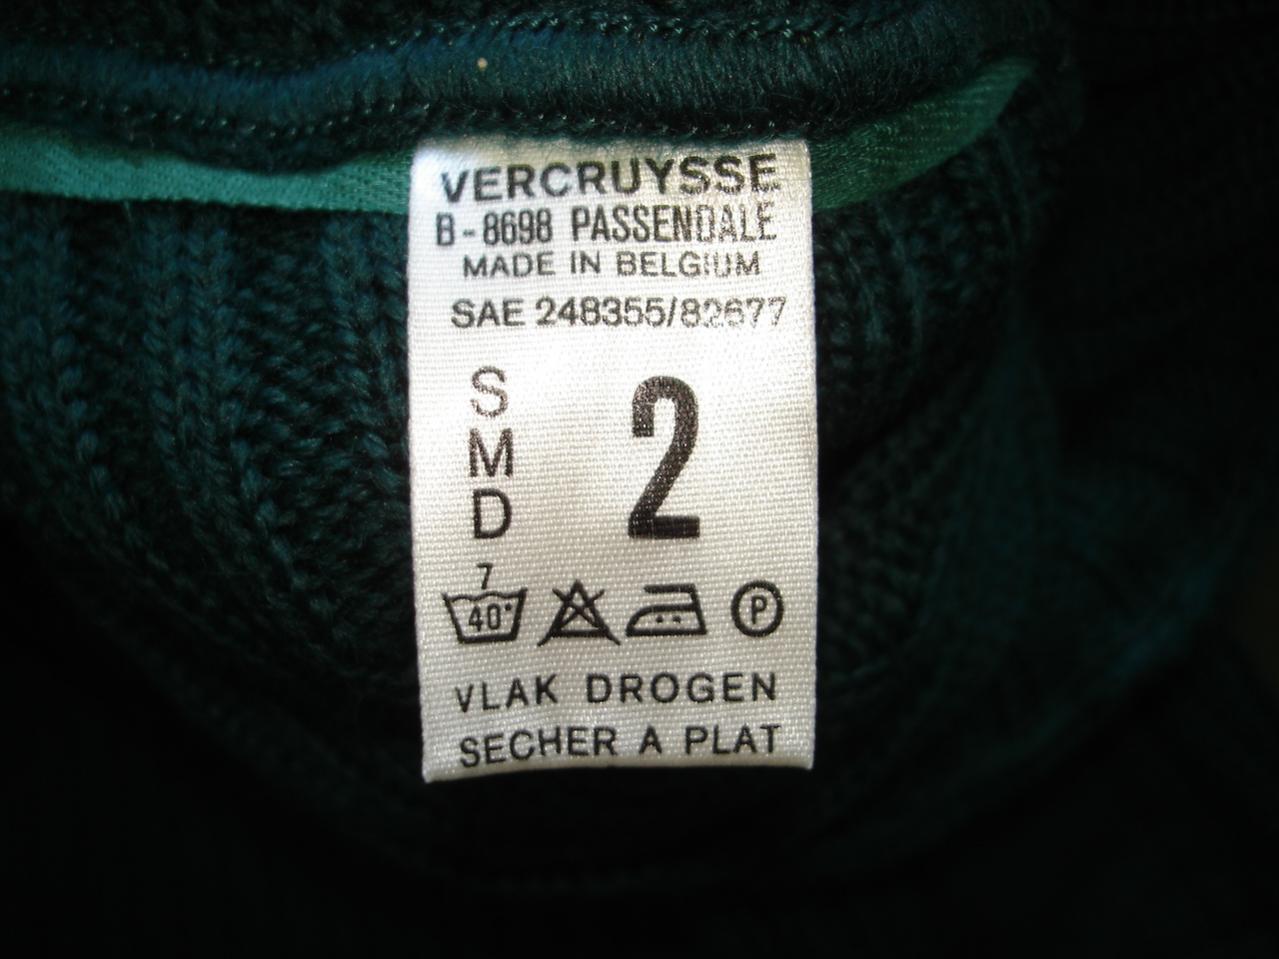 VERCRUYSSE
B-8698 PASSENDALE
MADE IN BELGIUM
SAE 248355/82677
S
M
D
2
7
40° P
VLAK DROGEN
SECHER A PLAT